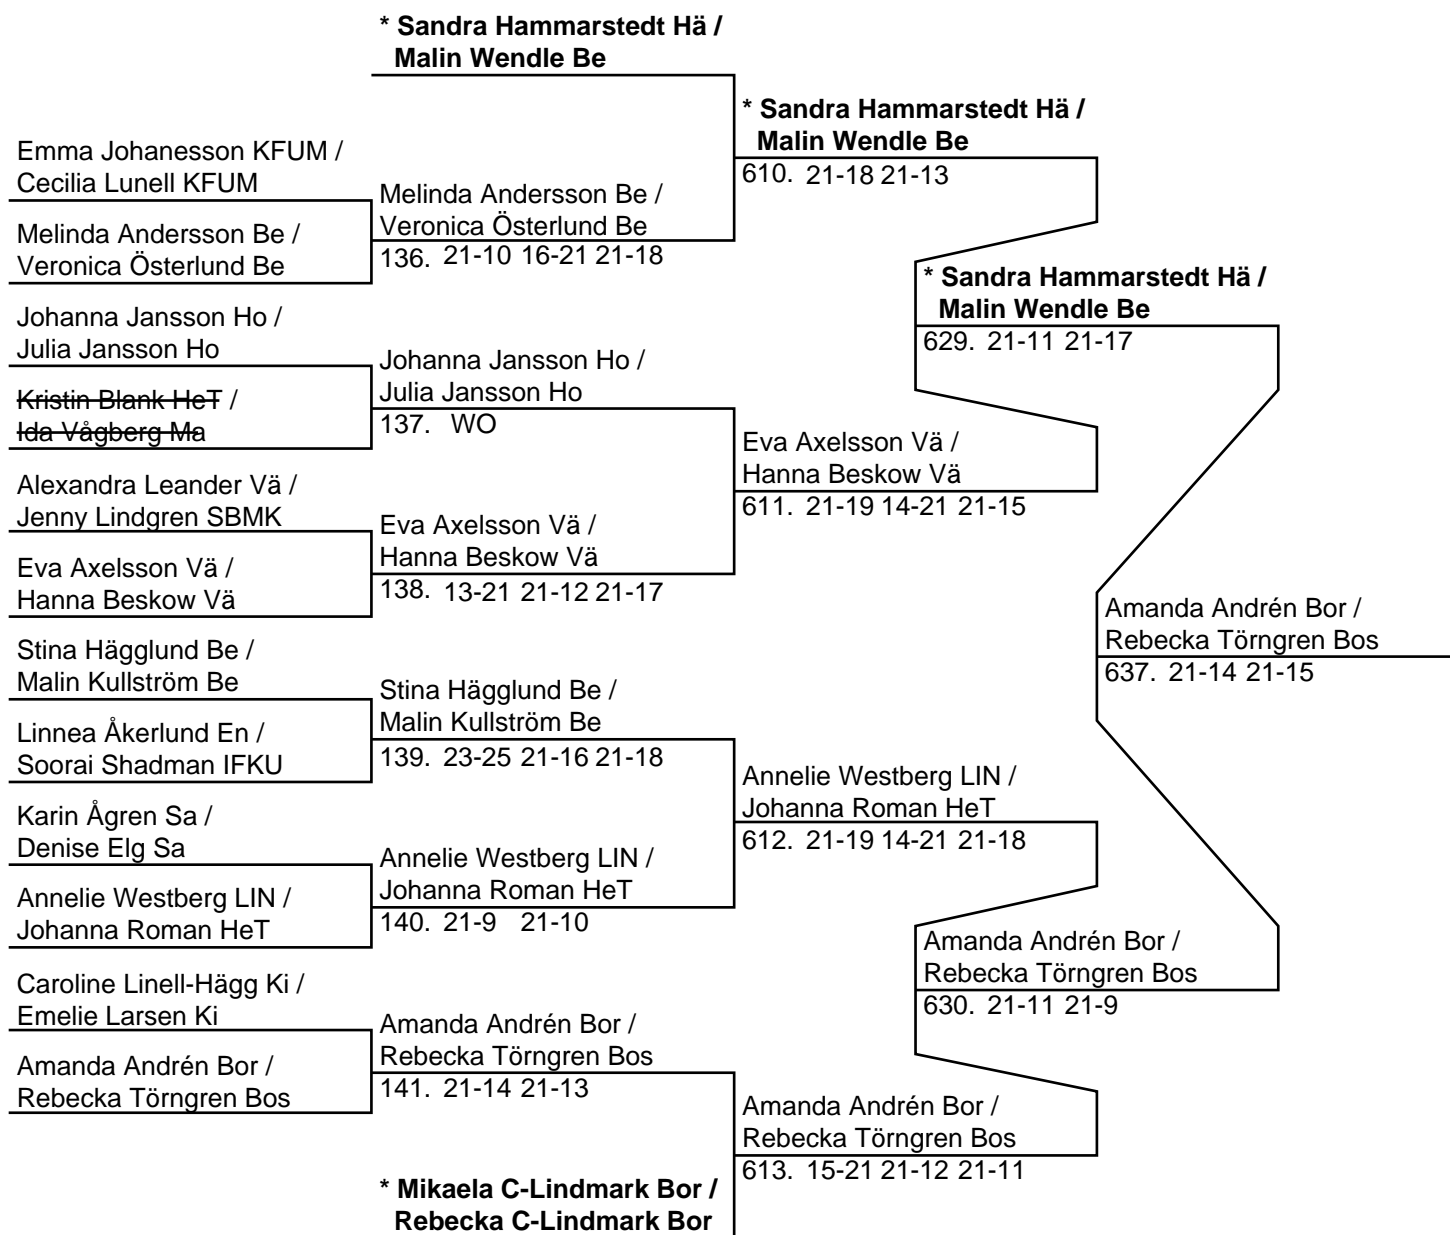 * Sandra Hammarstedt Hä /
Malin Wendle Be
Emma Johanesson KFUM /
Cecilia Lunell KFUM
Melinda Andersson Be /
Veronica Österlund Be
Johanna Jansson Ho /
Julia Jansson Ho
Kristin Blank HeT /
Ida Vågberg Ma
Alexandra Leander Vä /
Jenny Lindgren SBMK
Eva Axelsson Vä /
Hanna Beskow Vä
Stina Hägglund Be /
Malin Kullström Be
Linnea Åkerlund En /
Soorai Shadman IFKU
Karin Ågren Sa /
Denise Elg Sa
Annelie Westberg LIN /
Johanna Roman HeT
Caroline Linell-Hägg Ki /
Emelie Larsen Ki
Amanda Andrén Bor /
Rebecka Törngren Bos
Melinda Andersson Be /
Veronica Österlund Be
136. 21-10 16-21 21-18
Johanna Jansson Ho /
Julia Jansson Ho
137. WO
Eva Axelsson Vä /
Hanna Beskow Vä
138. 13-21 21-12 21-17
Stina Hägglund Be /
Malin Kullström Be
139. 23-25 21-16 21-18
Annelie Westberg LIN /
Johanna Roman HeT
140. 21-9 21-10
Amanda Andrén Bor /
Rebecka Törngren Bos
141. 21-14 21-13
* Mikaela C-Lindmark Bor /
Rebecka C-Lindmark Bor
* Sandra Hammarstedt Hä /
Malin Wendle Be
610. 21-18 21-13
Eva Axelsson Vä /
Hanna Beskow Vä
611. 21-19 14-21 21-15
Annelie Westberg LIN /
Johanna Roman HeT
612. 21-19 14-21 21-18
Amanda Andrén Bor /
Rebecka Törngren Bos
613. 15-21 21-12 21-11
* Sandra Hammarstedt Hä /
Malin Wendle Be
629. 21-11 21-17
Amanda Andrén Bor /
Rebecka Törngren Bos
630. 21-11 21-9
Amanda Andrén Bor /
Rebecka Törngren Bos
637. 21-14 21-15